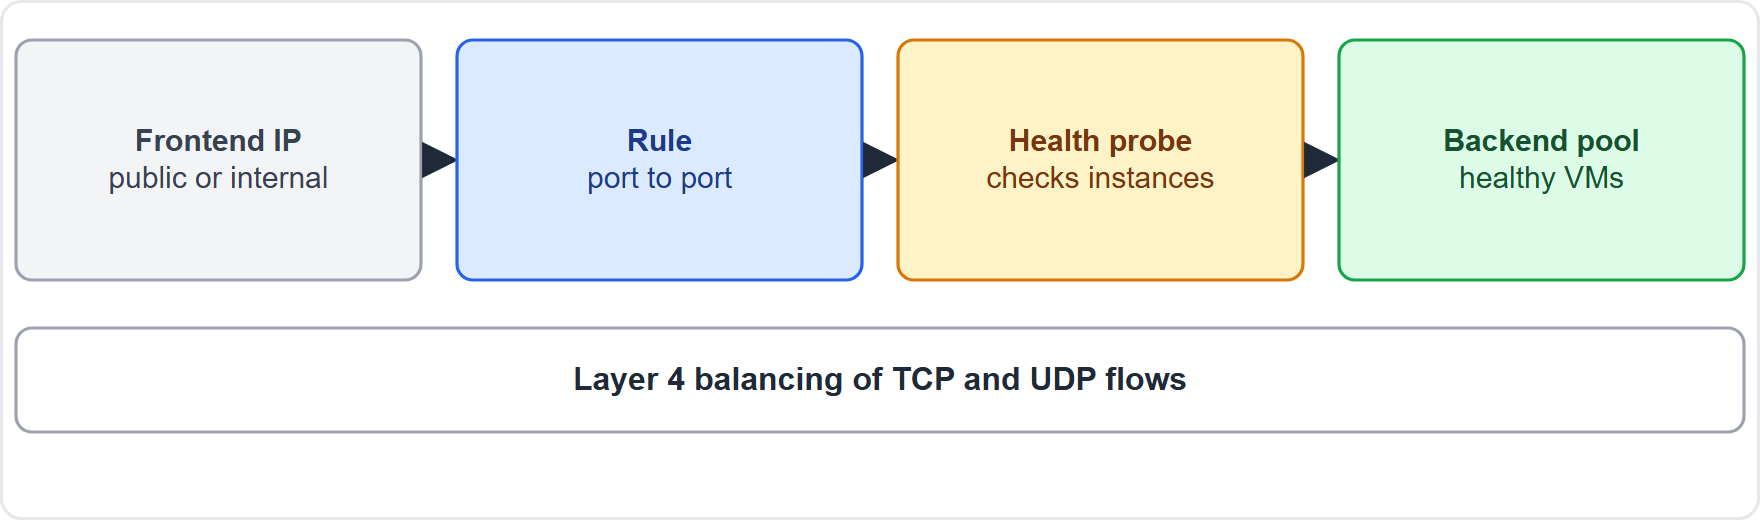 Frontend IP
public or internal
Rule
port to port
Health probe
checks instances
Backend pool
healthy VMs
Layer 4 balancing of TCP and UDP flows